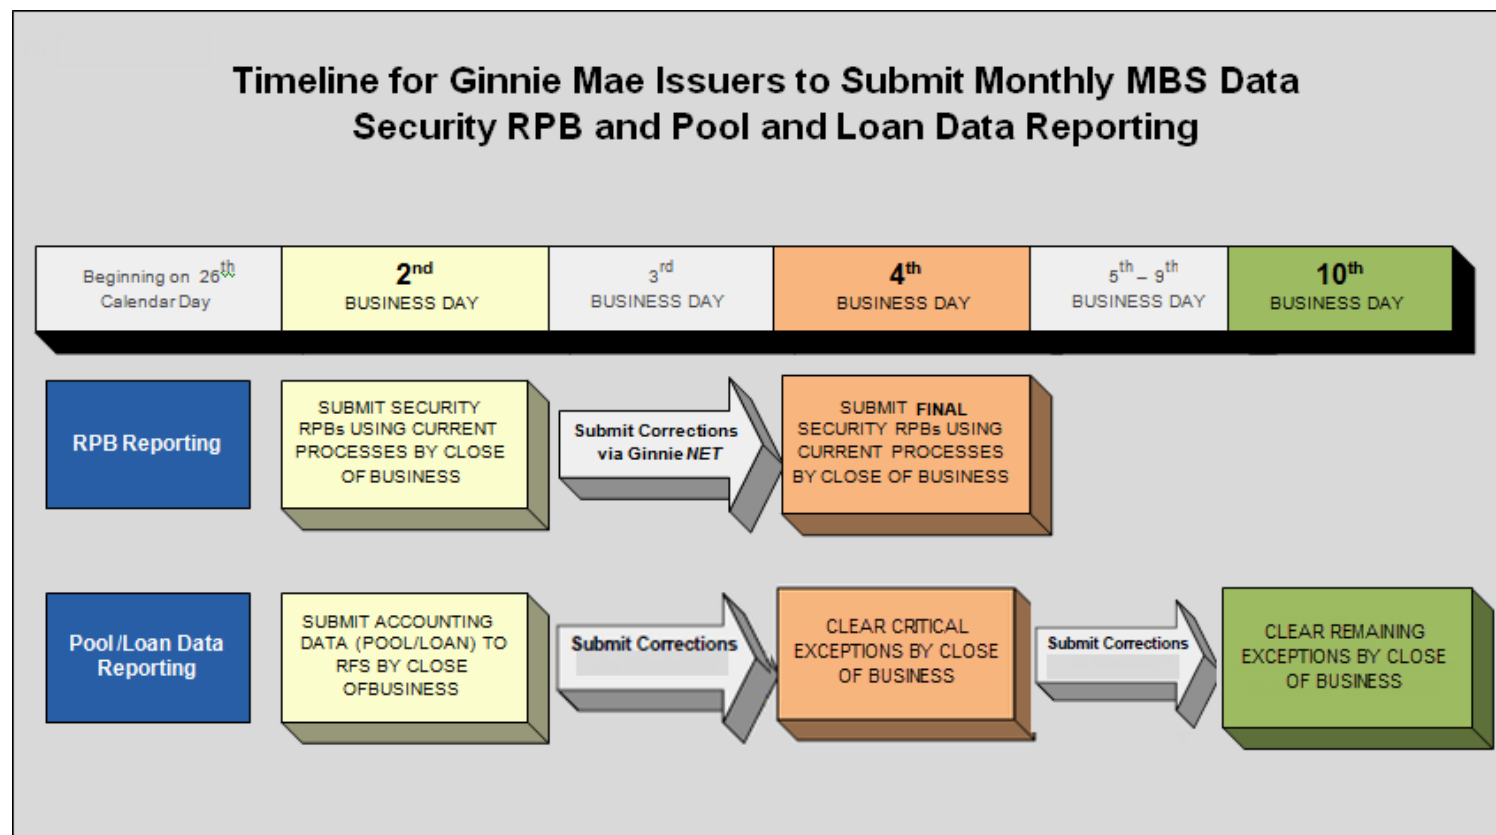 Timeline for Ginnie Mae Issuers to Submit Monthly MBS Data
Security RPB and Pool and Loan Data Reporting
Beginning on 26th
Calendar Day
2nd
BUSINESS DAY
3rd
BUSINESS DAY
4th
BUSINESS DAY
5th – 9th
BUSINESS DAY
10th
BUSINESS DAY
RPB Reporting
SUBMIT SECURITY
RPBs USING CURRENT
PROCESSES BY CLOSE
OF BUSINESS
Submit Corrections
via GinnieNET
SUBMIT FINAL
SECURITY RPBs USING
CURRENT PROCESSES
BY CLOSE OF BUSINESS
Pool/Loan Data
Reporting
SUBMIT ACCOUNTING
DATA (POOL/LOAN) TO
RFS BY CLOSE
OFBUSINESS
Submit Corrections
CLEAR CRITICAL
EXCEPTIONS BY CLOSE
OF BUSINESS
Submit Corrections
CLEAR REMAINING
EXCEPTIONS BY CLOSE
OF BUSINESS